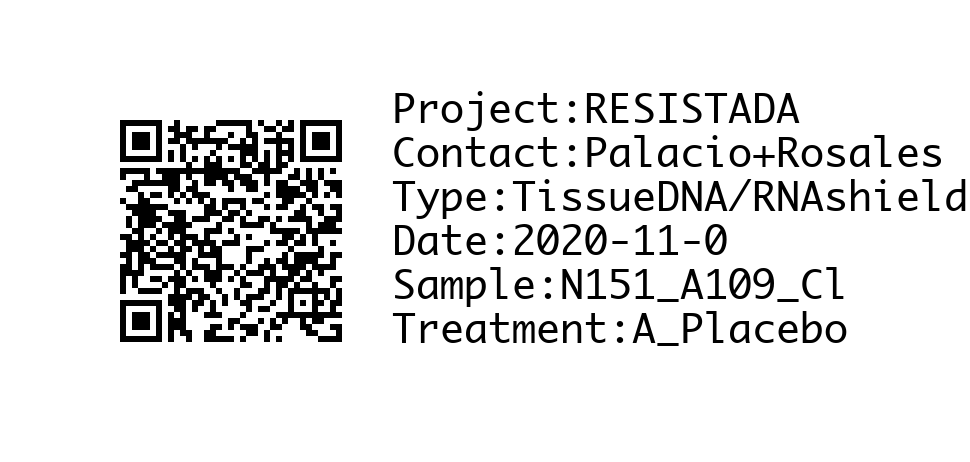 Project:RESISTADA
Contact:Palacio+Rosales
Type:TissueDNA/RNAshield
Date:2020-11-0
Sample:N151_A109_Cl
Treatment:A_Placebo